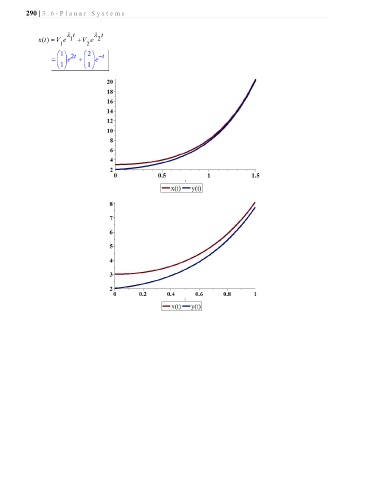 290 | 3.6-Planar Systems
x(t) = V₁e^λ₁t + V₂e^λ₂t
= (1 1)e^2t + (2 1)e^-t
20
18
16
14
12
10
8
6
4
2
0 0.5 1 1.5
t
x(t) y(t)
8
7
6
5
4
3
2
0 0.2 0.4 0.6 0.8 1
t
x(t) y(t)